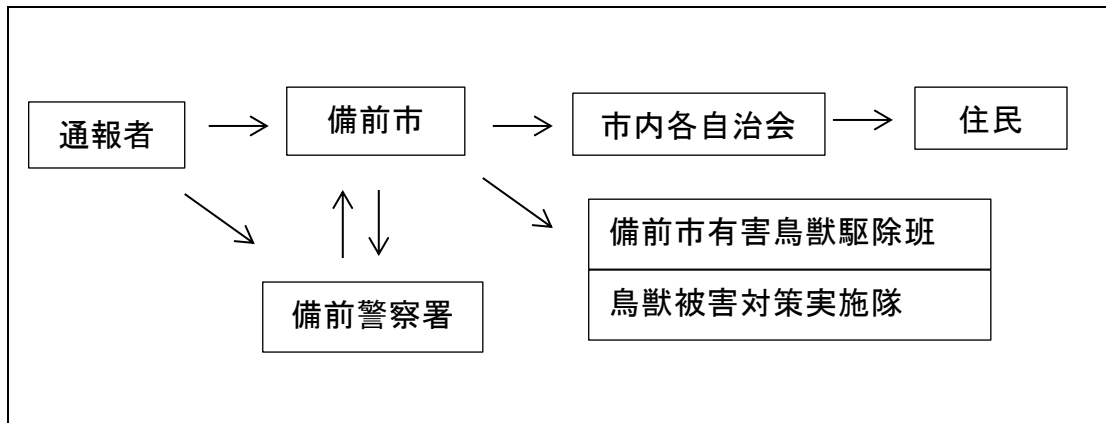 通報者
備前市
市内各自治会
住民
備前警察署
備前市有害鳥獣駆除班
鳥獣被害対策実施隊